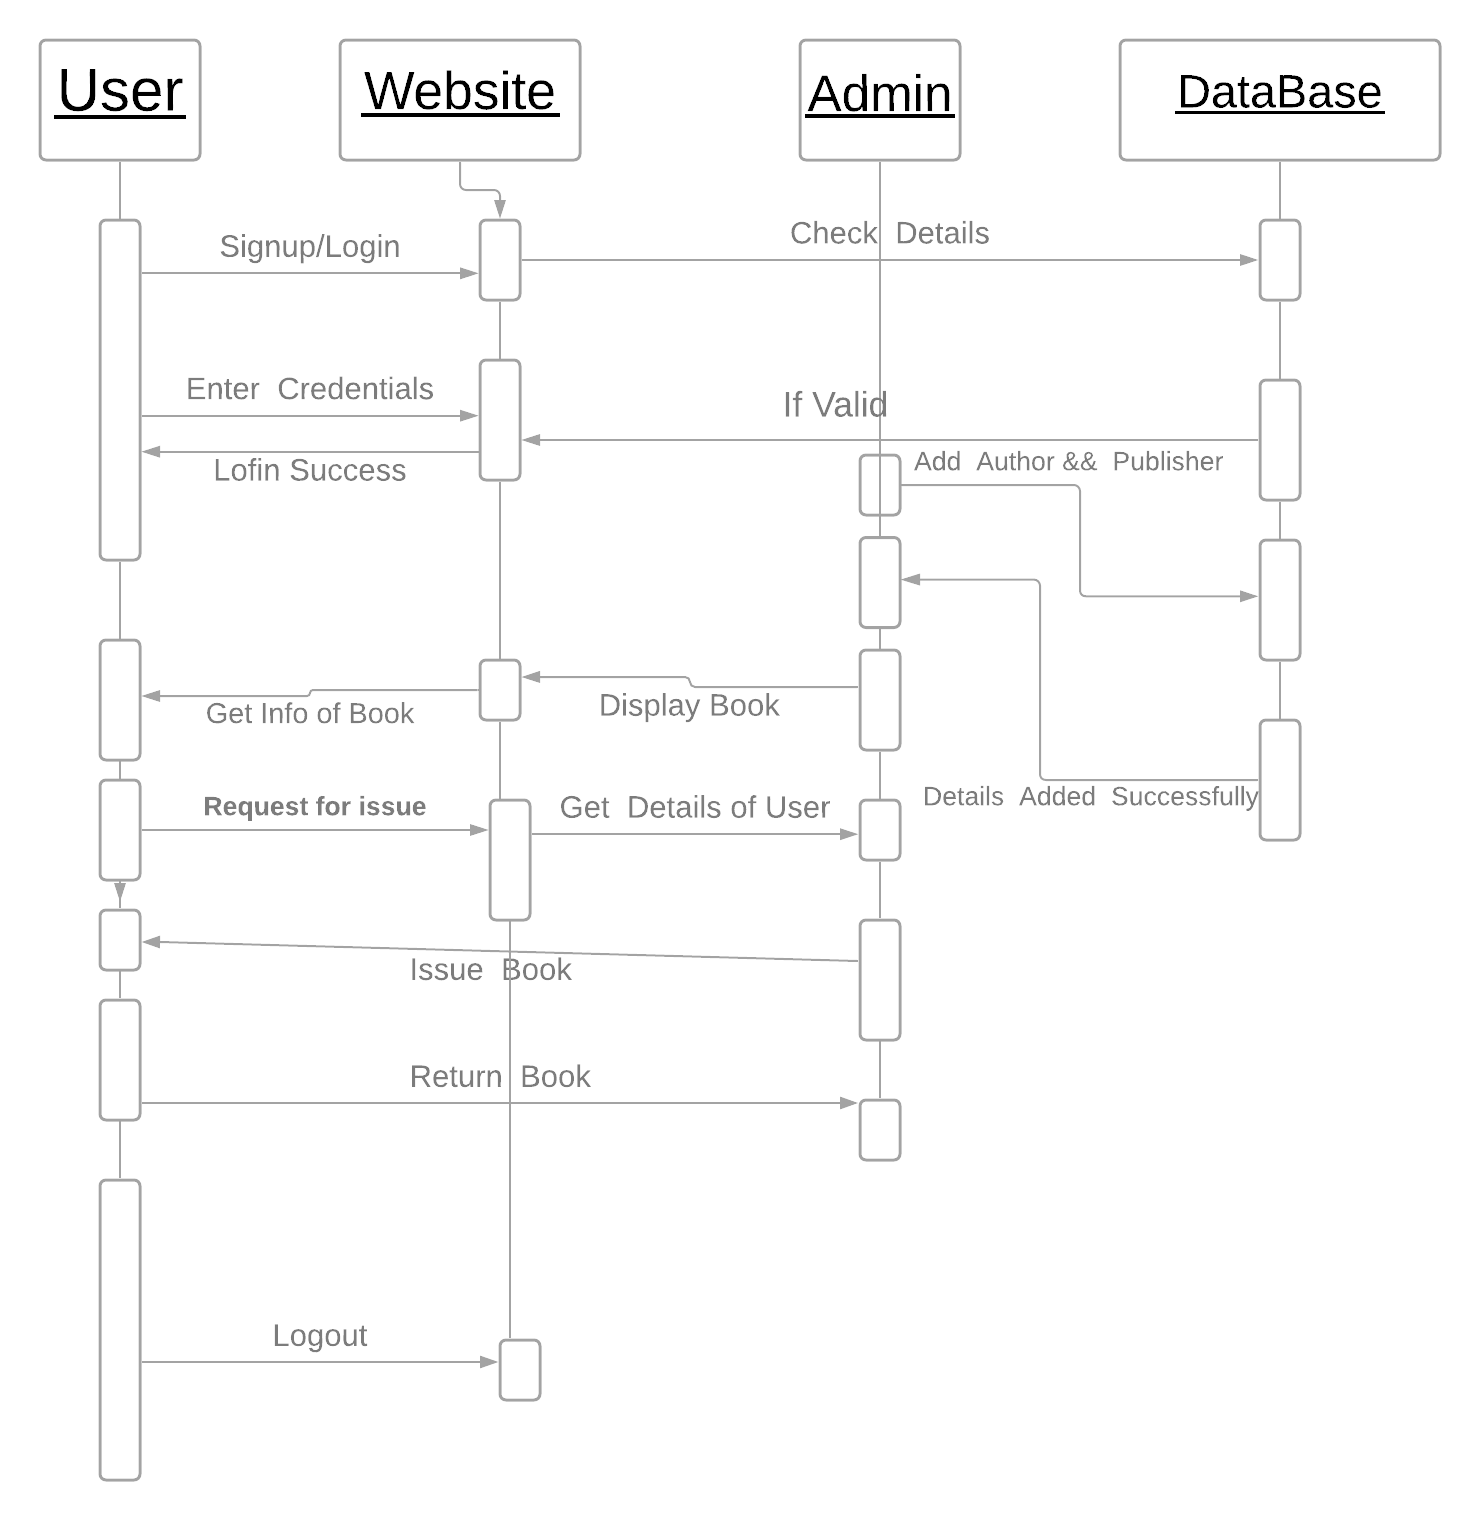 User
Website
Admin
DataBase
Signup/Login
Check Details
Enter Credentials
If Valid
Lofin Success
Add Author && Publisher
Get Info of Book
Display Book
Request for issue
Get Details of User
Details Added Successfully
Issue Book
Return Book
Logout